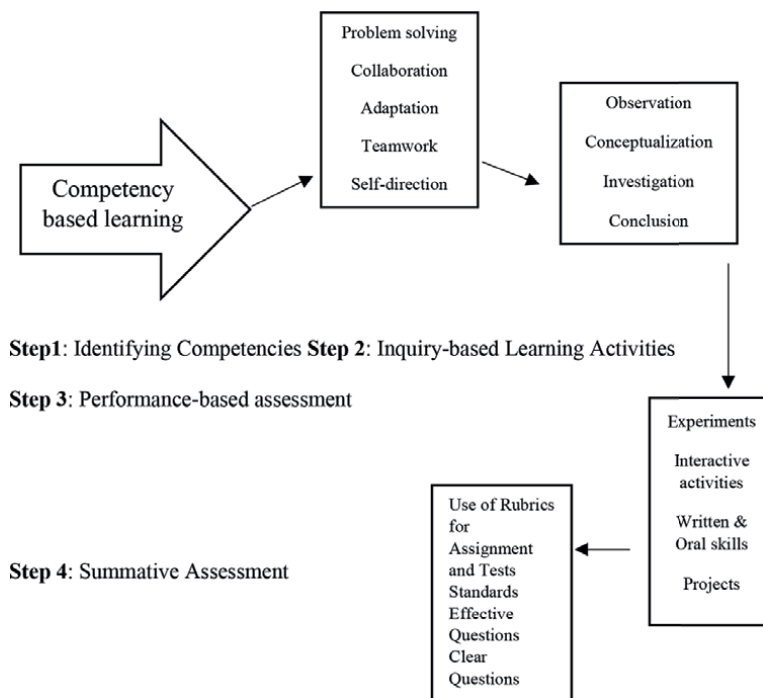 Competency
based learning
Problem solving
Collaboration
Adaptation
Teamwork
Self-direction
Observation
Conceptualization
Investigation
Conclusion
Step1: Identifying Competencies Step 2: Inquiry-based Learning Activities
Step 3: Performance-based assessment
Experiments
Interactive
activities
Written &
Oral skills
Projects
Use of Rubrics
for
Assignment
and Tests
Standards
Effective
Questions
Clear
Questions
Step 4: Summative Assessment